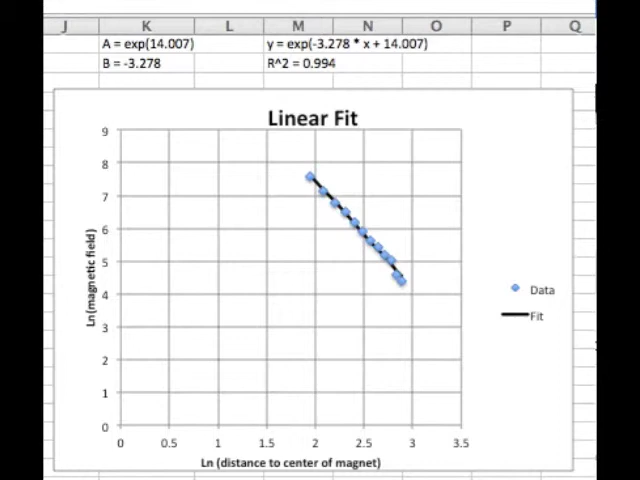 J K L M N O P Q
A = exp(14.007) y = exp(-3.278 * x + 14.007)
B = -3.278 R^2 = 0.994
Linear Fit
9
8
7
6
5
4
3
2
1
0
Ln(magnetic field)
Data
Fit
0 0.5 1 1.5 2 2.5 3 3.5
Ln (distance to center of magnet)